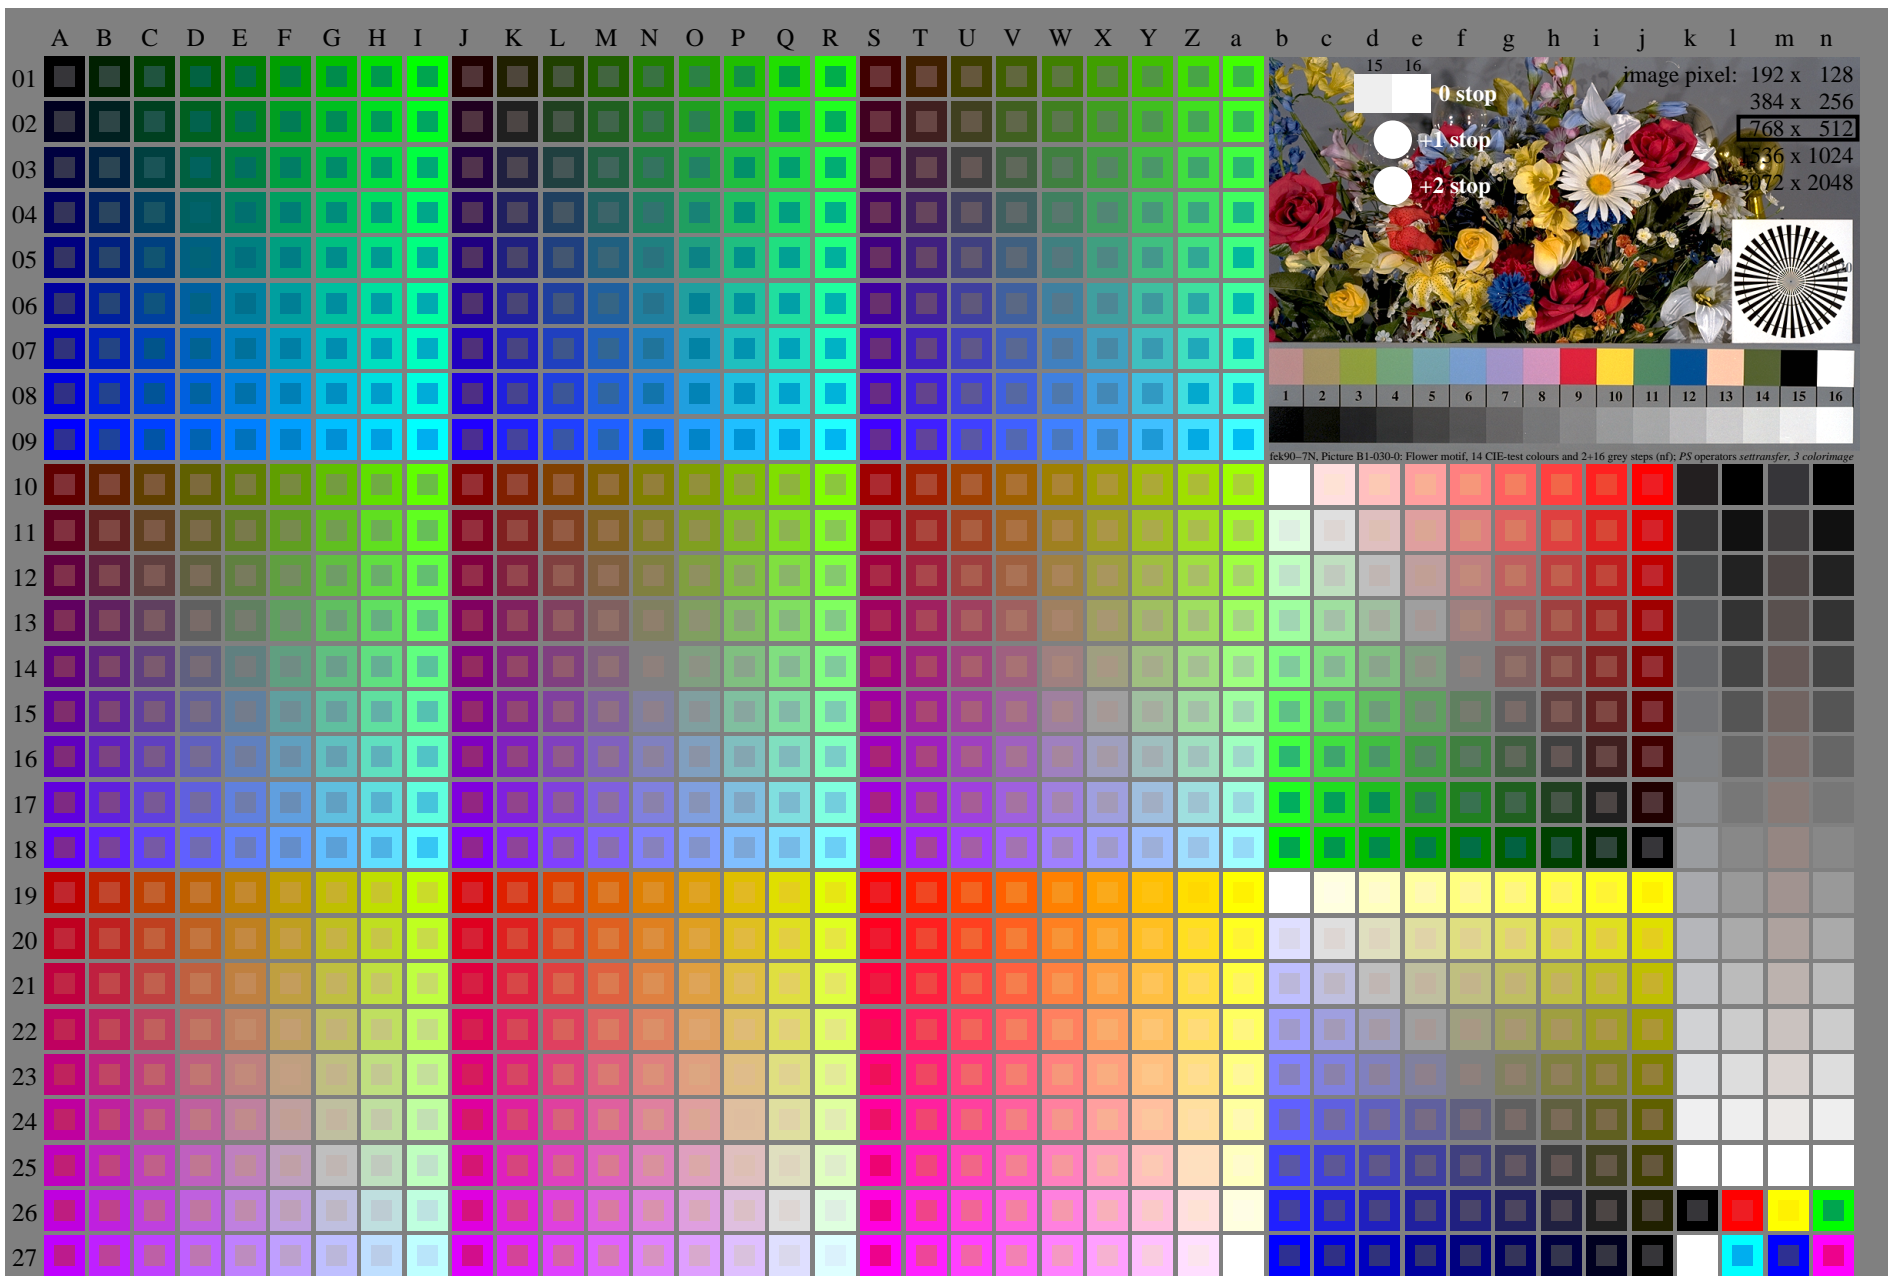 A B C D E F G H I J K L M N O P Q R S T U V W X Y Z a b c d e f g h i j k l m n
01
02
03
04
05
06
07
08
09
10
11
12
13
14
15
16
17
18
19
20
21
22
23
24
25
26
27
15 16
0 stop
+1 stop
+2 stop
image pixel: 192 x 128
384 x 256
768 x 512
1536 x 1024
3072 x 2048
1 2 3 4 5 6 7 8 9 10 11 12 13 14 15 16
fek90–7N, Picture B1-030-0: Flower motif, 14 CIE-test colours and 2+16 grey steps (nf); PS operators settransfer, 3 colorimage